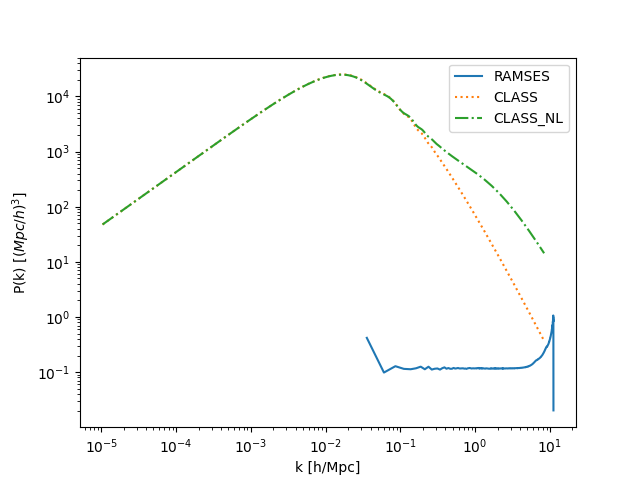 RAMSES
CLASS
CLASS_NL
P(k) [(Mpc/h)³]
10⁴
10³
10²
10¹
10⁰
10⁻¹
10⁻⁵ 10⁻⁴ 10⁻³ 10⁻² 10⁻¹ 10⁰ 10¹
k [h/Mpc]